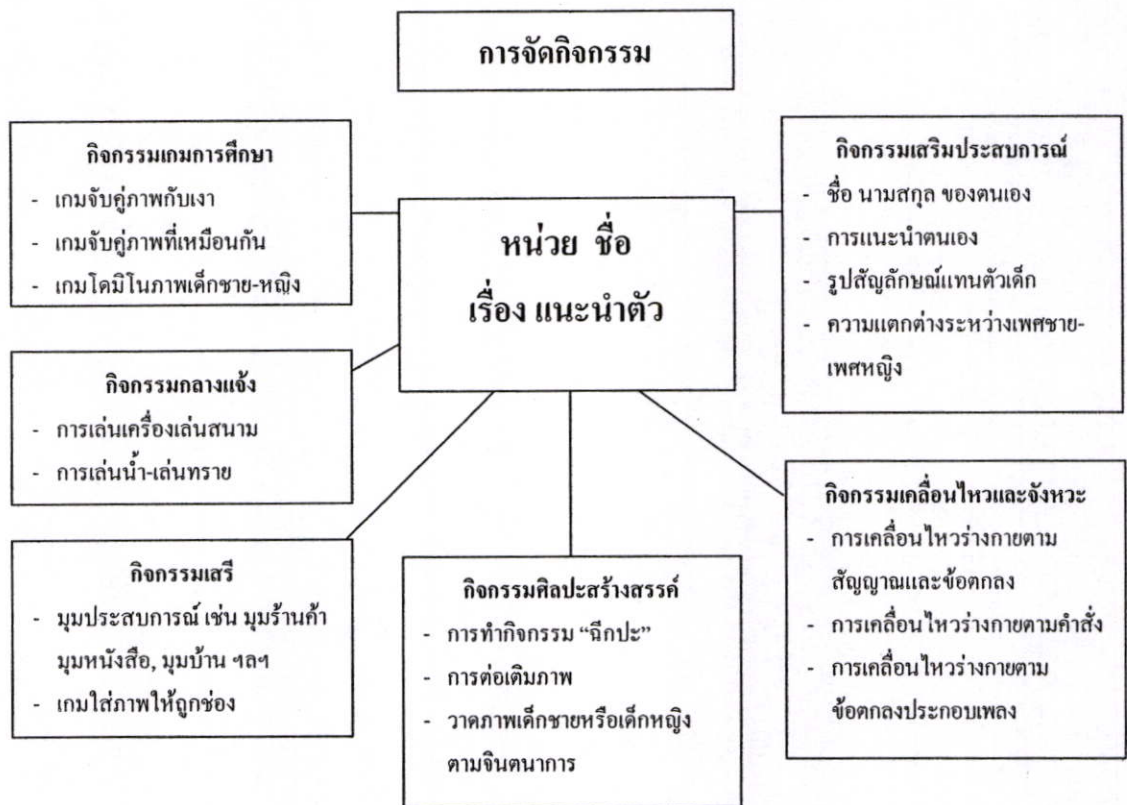 การจัดกิจกรรม
กิจกรรมเกมการศึกษา
- เกมจับคู่ภาพกับเงา
- เกมจับคู่ภาพที่เหมือนกัน
- เกมโดมิโนภาพเด็กชาย-หญิง
หน่วย ชื่อ
เรื่อง แนะนำตัว
กิจกรรมเสริมประสบการณ์
- ชื่อ นามสกุล ของตนเอง
- การแนะนำตนเอง
- รูปสัญลักษณ์แทนตัวเด็ก
- ความแตกต่างระหว่างเพศชาย-
เพศหญิง
กิจกรรมกลางแจ้ง
- การเล่นเครื่องเล่นสนาม
- การเล่นน้ำ-เล่นทราย
กิจกรรมเสรี
- มุมประสบการณ์ เช่น มุมร้านค้า
มุมหนังสือ, มุมบ้าน ฯลฯ
- เกมใส่ภาพให้ถูกช่อง
กิจกรรมศิลปะสร้างสรรค์
- การทำกิจกรรม “ฉีกปะ”
- การต่อเติมภาพ
- วาดภาพเด็กชายหรือเด็กหญิง
ตามจินตนาการ
กิจกรรมเคลื่อนไหวและจังหวะ
- การเคลื่อนไหวร่างกายตาม
สัญญาณและข้อตกลง
- การเคลื่อนไหวร่างกายตามคำสั่ง
- การเคลื่อนไหวร่างกายตาม
ข้อตกลงประกอบเพลง